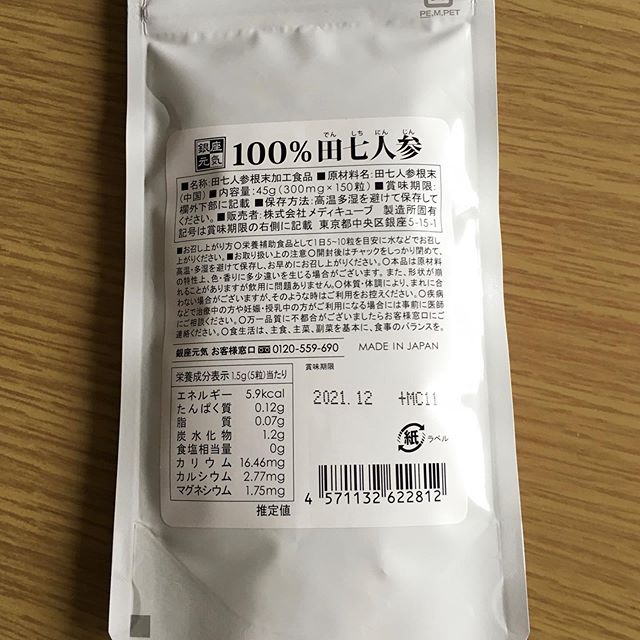 PE,M,PET
銀座
元気
でん しち にん じん
100%田七人参
■名称:田七人参根末加工食品 ■原材料名:田七人参根末
(中国) ■内容量:45g(300mg×150粒) ■賞味期限:
欄外下部に記載 ■保存方法:高温多湿を避けて保存して
ください。 ■販売者:株式会社メディキューブ 製造所固有
記号は賞味期限の右側に記載 東京都中央区銀座5-15-1
■お召し上がり方 〇栄養補助食品として1日5~10粒を目安に水などでお召し
上がりください。 ■お取り扱い上の注意 〇開封後はチャックをしっかり閉めて、
高温・多湿を避けて保存し、お早めにお召し上がりください。 〇本品は原材料
の特性上、色・香りに多少違いを生じる場合がございます。また、形状が崩
れることがありますが飲用に問題ありません。 〇体質・体調により、まれに合
わない場合がございますが、そのような時はご利用をお控えください。 〇疾病
などで治療中の方や妊娠・授乳中の方がご利用になる場合には事前に医師
にご相談ください。 〇万一品質に不都合がございましたらお客様窓口にご
連絡ください。 〇食生活は、主食、主菜、副菜を基本に、食事のバランスを。
銀座元気 お客様窓口 0120-559-690
MADE IN JAPAN
栄養成分表示 1.5g(5粒)当たり
エネルギー 5.9kcal
たんぱく質 0.12g
脂質 0.07g
炭水化物 1.2g
食塩相当量 0g
カリウム 16.46mg
カルシウム 2.77mg
マグネシウム 1.75mg
推定値
賞味期限
2021.12 +MC11
紙 ラベル
4 571132 622812